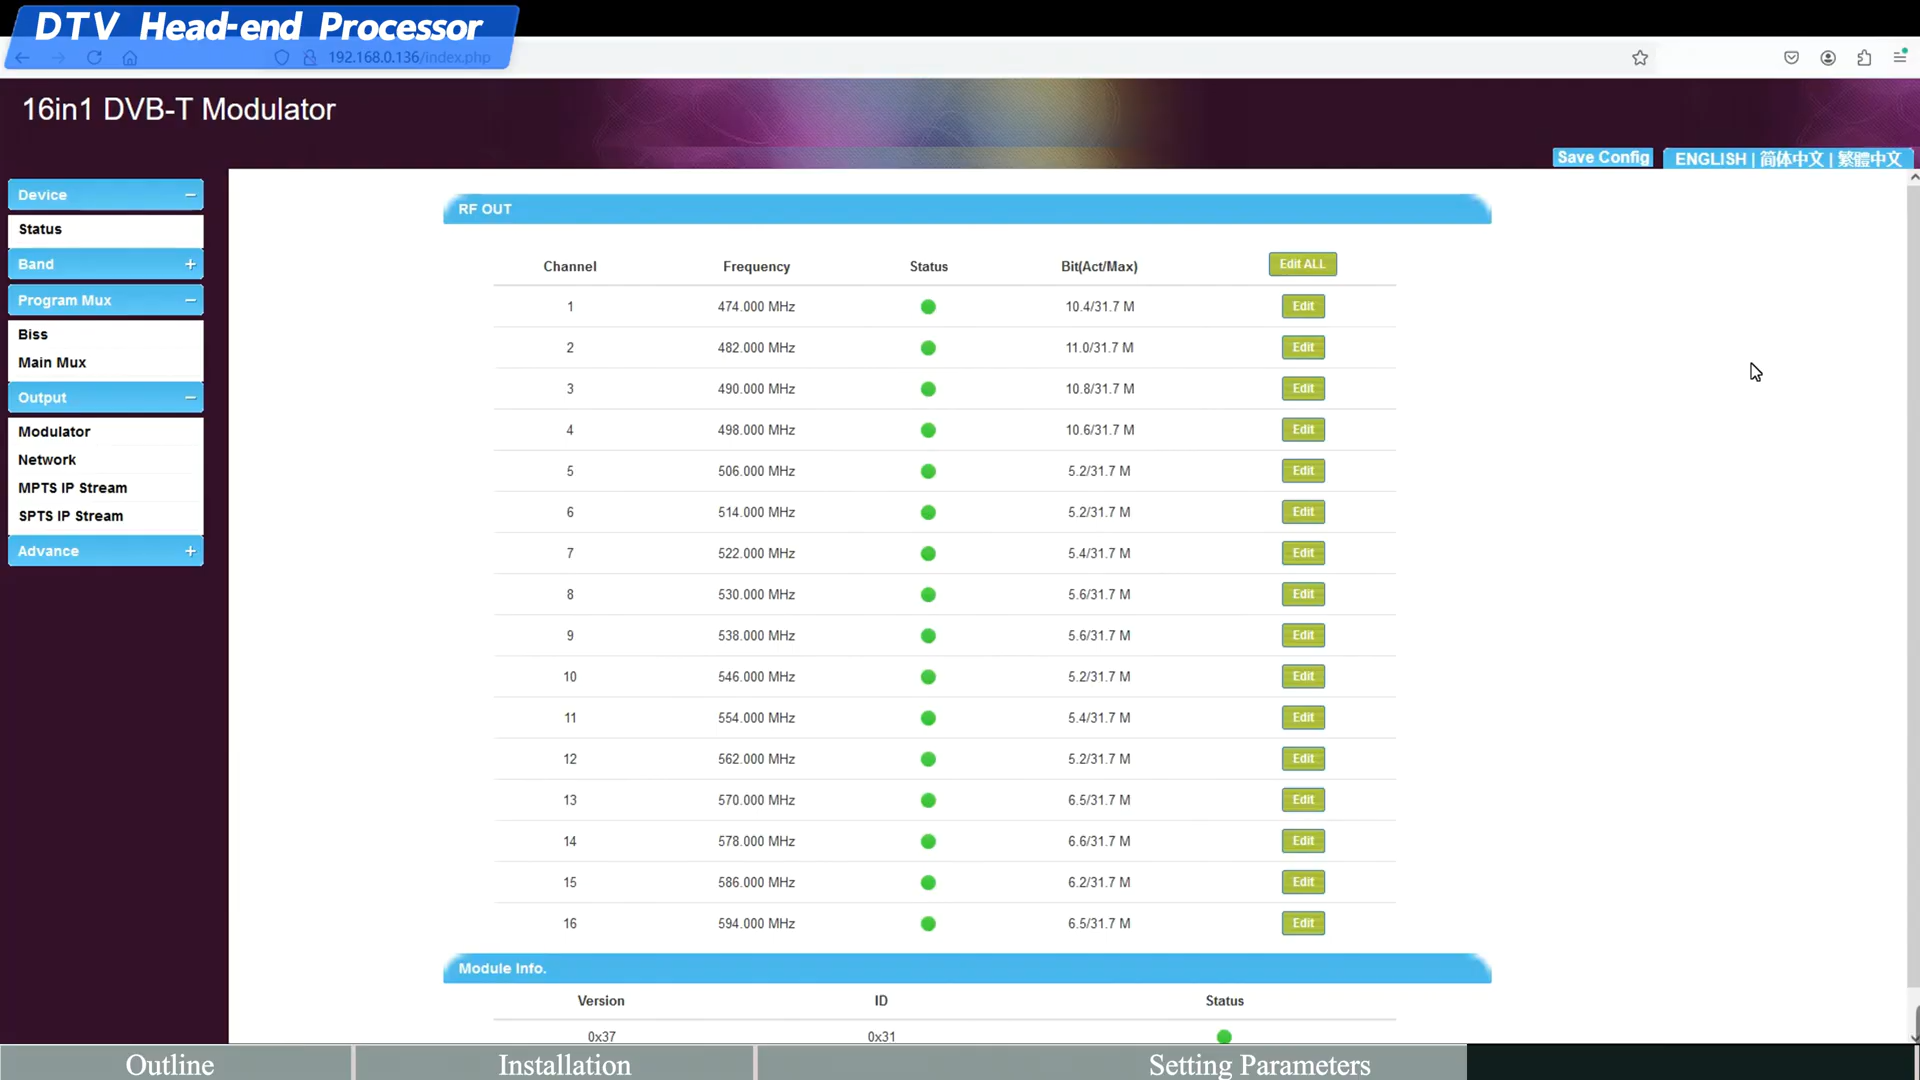 DTV Head-end Processor
192.168.0.136/index.php
16in1 DVB-T Modulator
Save Config
ENGLISH | 简体中文 | 繁體中文
Device −
Status
Band +
Program Mux −
Biss
Main Mux
Output −
Modulator
Network
MPTS IP Stream
SPTS IP Stream
Advance +
RF OUT
Channel Frequency Status Bit(Act/Max) Edit ALL
1 474.000 MHz 10.4/31.7 M Edit
2 482.000 MHz 11.0/31.7 M Edit
3 490.000 MHz 10.8/31.7 M Edit
4 498.000 MHz 10.6/31.7 M Edit
5 506.000 MHz 5.2/31.7 M Edit
6 514.000 MHz 5.2/31.7 M Edit
7 522.000 MHz 5.4/31.7 M Edit
8 530.000 MHz 5.6/31.7 M Edit
9 538.000 MHz 5.6/31.7 M Edit
10 546.000 MHz 5.2/31.7 M Edit
11 554.000 MHz 5.4/31.7 M Edit
12 562.000 MHz 5.2/31.7 M Edit
13 570.000 MHz 6.5/31.7 M Edit
14 578.000 MHz 6.6/31.7 M Edit
15 586.000 MHz 6.2/31.7 M Edit
16 594.000 MHz 6.5/31.7 M Edit
Module Info.
Version ID Status
0x37 0x31
Outline Installation Setting Parameters